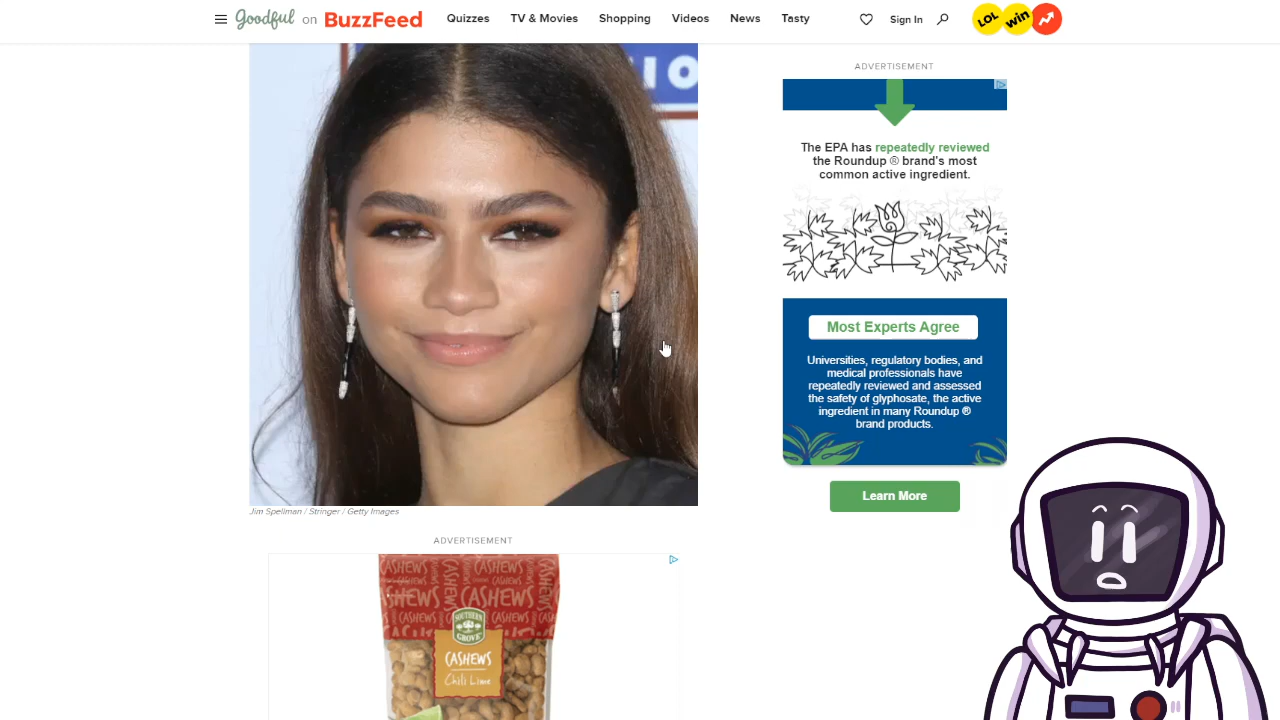 Goodful on BuzzFeed Quizzes TV & Movies Shopping Videos News Tasty Sign In LOL win
ADVERTISEMENT
The EPA has repeatedly reviewed
the Roundup ® brand's most
common active ingredient.
Most Experts Agree
Universities, regulatory bodies, and
medical professionals have
repeatedly reviewed and assessed
the safety of glyphosate, the active
ingredient in many Roundup ®
brand products.
Learn More
Jim Spellman / Stringer / Getty Images
ADVERTISEMENT
CASHEWS
SOUTHERN
GROVE
CASHEWS
Chili Lime